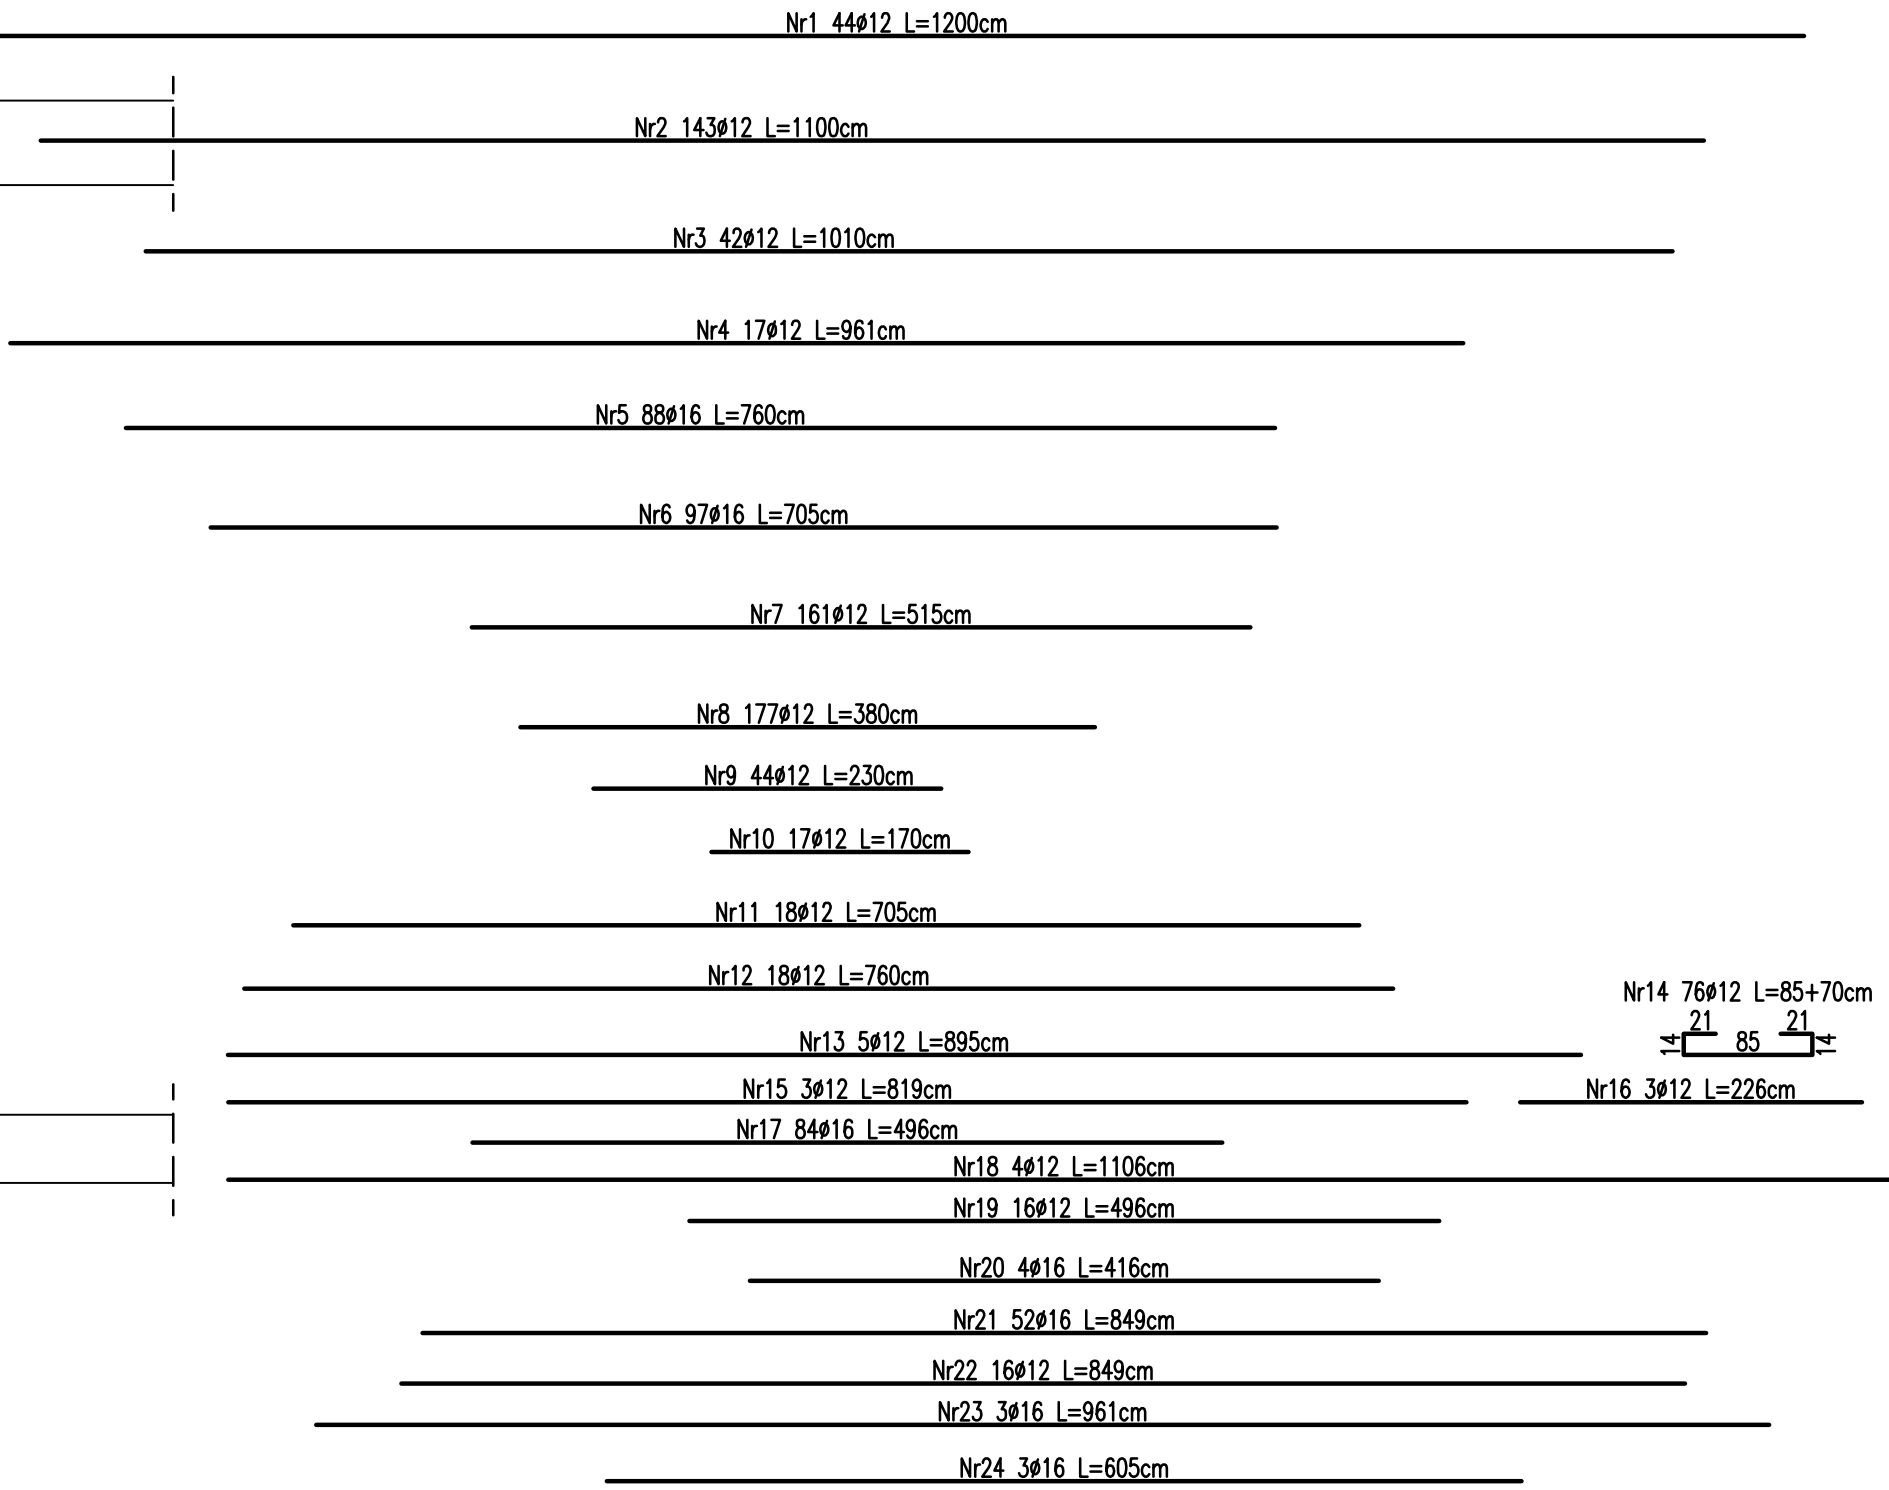 Nr1 44ø12 L=1200cm
Nr2 143ø12 L=1100cm
Nr3 42ø12 L=1010cm
Nr4 17ø12 L=961cm
Nr5 88ø16 L=760cm
Nr6 97ø16 L=705cm
Nr7 161ø12 L=515cm
Nr8 177ø12 L=380cm
Nr9 44ø12 L=230cm
Nr10 17ø12 L=170cm
Nr11 18ø12 L=705cm
Nr12 18ø12 L=760cm
Nr14 76ø12 L=85+70cm
21 21
14 85 14
Nr13 5ø12 L=895cm
Nr15 3ø12 L=819cm
Nr16 3ø12 L=226cm
Nr17 84ø16 L=496cm
Nr18 4ø12 L=1106cm
Nr19 16ø12 L=496cm
Nr20 4ø16 L=416cm
Nr21 52ø16 L=849cm
Nr22 16ø12 L=849cm
Nr23 3ø16 L=961cm
Nr24 3ø16 L=605cm